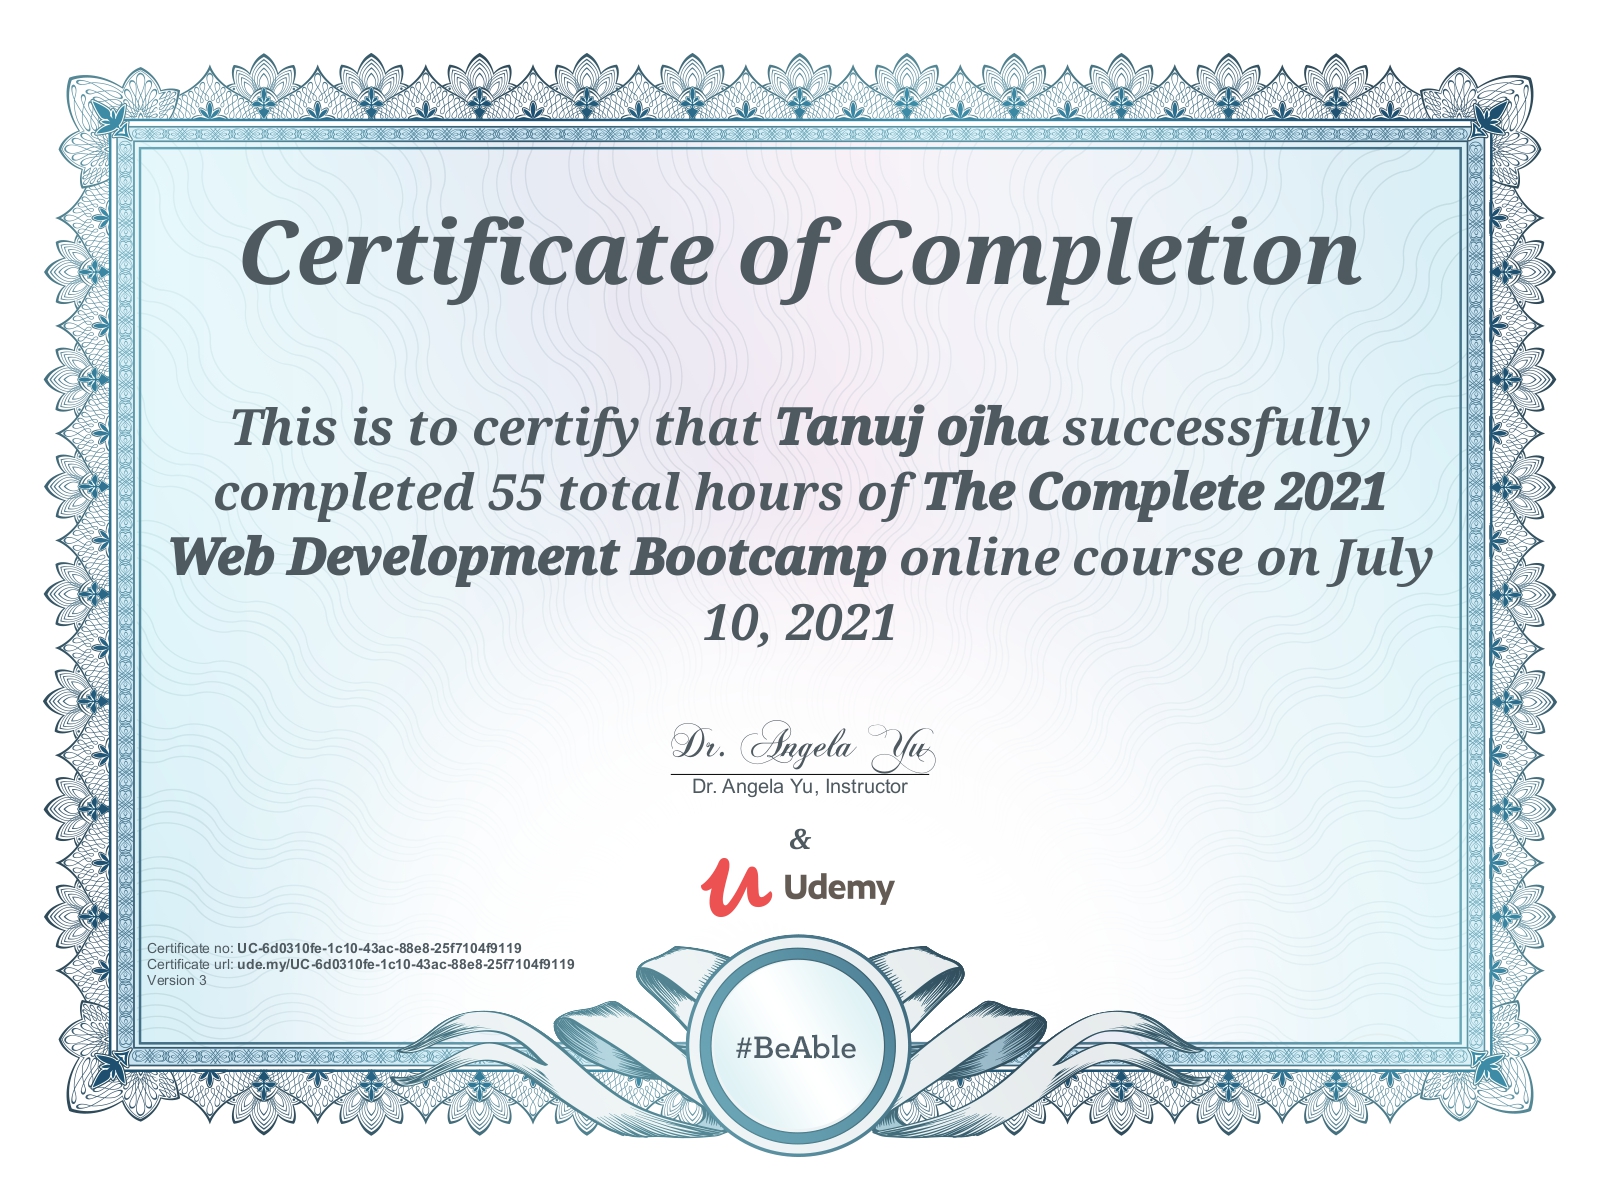 Certificate of Completion
This is to certify that Tanuj ojha successfully
completed 55 total hours of The Complete 2021
Web Development Bootcamp online course on July
10, 2021
Dr. Angela Yu
Dr. Angela Yu, Instructor
&
Udemy
Certificate no: UC-6d0310fe-1c10-43ac-88e8-25f7104f9119
Certificate url: ude.my/UC-6d0310fe-1c10-43ac-88e8-25f7104f9119
Version 3
#BeAble